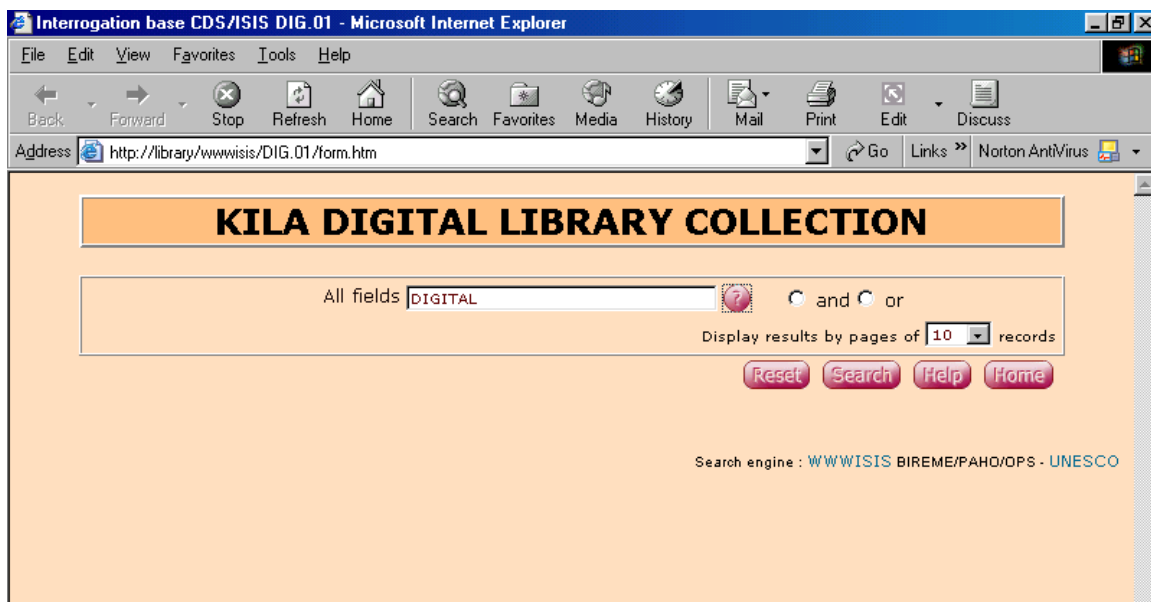 Interrogation base CDS/ISIS DIG.01 - Microsoft Internet Explorer
File Edit View Favorites Tools Help
Back Forward Stop Refresh Home Search Favorites Media History Mail Print Edit Discuss
Address http://library/wwwisis/DIG.01/form.htm Go Links » Norton AntiVirus
KILA DIGITAL LIBRARY COLLECTION
All fields DIGITAL ? and or
Display results by pages of 10 records
Reset Search Help Home
Search engine : WWWISIS BIREME/PAHO/OPS - UNESCO